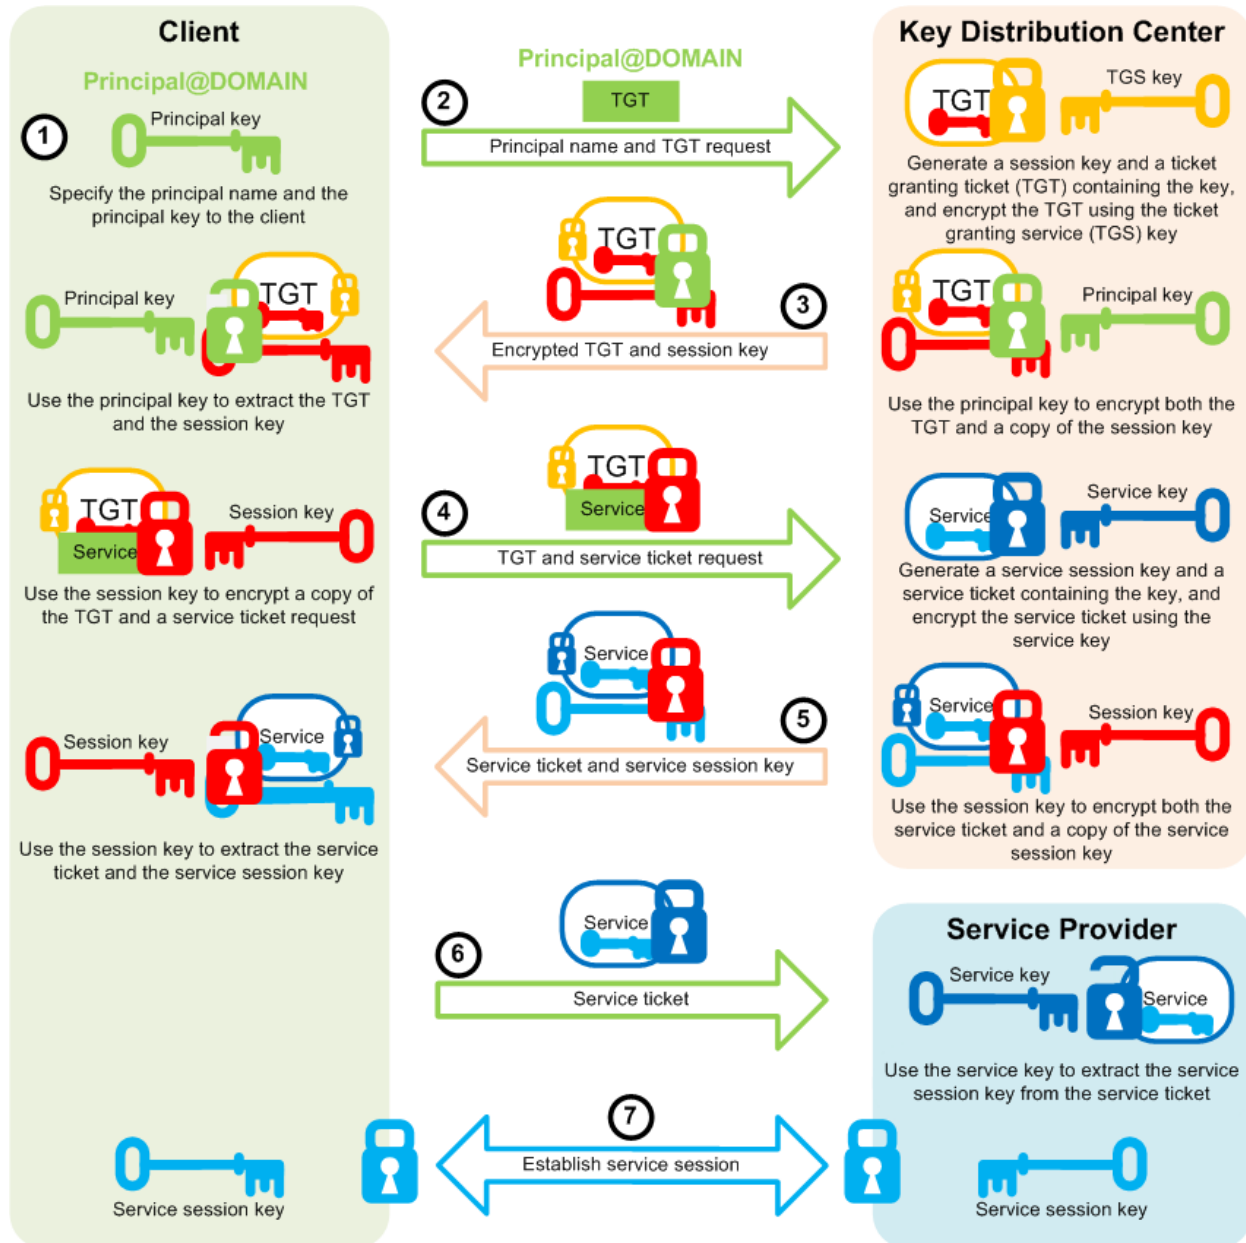 Client
Principal@DOMAIN
1
Principal key
Specify the principal name and the
principal key to the client
Principal@DOMAIN
2
TGT
Principal name and TGT request
Key Distribution Center
TGT
TGS key
Generate a session key and a ticket
granting ticket (TGT) containing the key,
and encrypt the TGT using the ticket
granting service (TGS) key
TGT
Principal key
Use the principal key to encrypt both the
TGT and a copy of the session key
TGT
3
Encrypted TGT and session key
Principal key
TGT
Use the principal key to extract the TGT
and the session key
TGT
Service
Session key
Use the session key to encrypt a copy of
the TGT and a service ticket request
TGT
Service
4
TGT and service ticket request
Service
Service key
Generate a service session key and a
service ticket containing the key, and
encrypt the service ticket using the
service key
Service
Session key
Use the session key to encrypt both the
service ticket and a copy of the service
session key
Service
5
Service ticket and service session key
Session key
Service
Use the session key to extract the service
ticket and the service session key
Service
6
Service ticket
Service Provider
Service key
Service
Use the service key to extract the service
session key from the service ticket
7
Establish service session
Service session key
Service session key